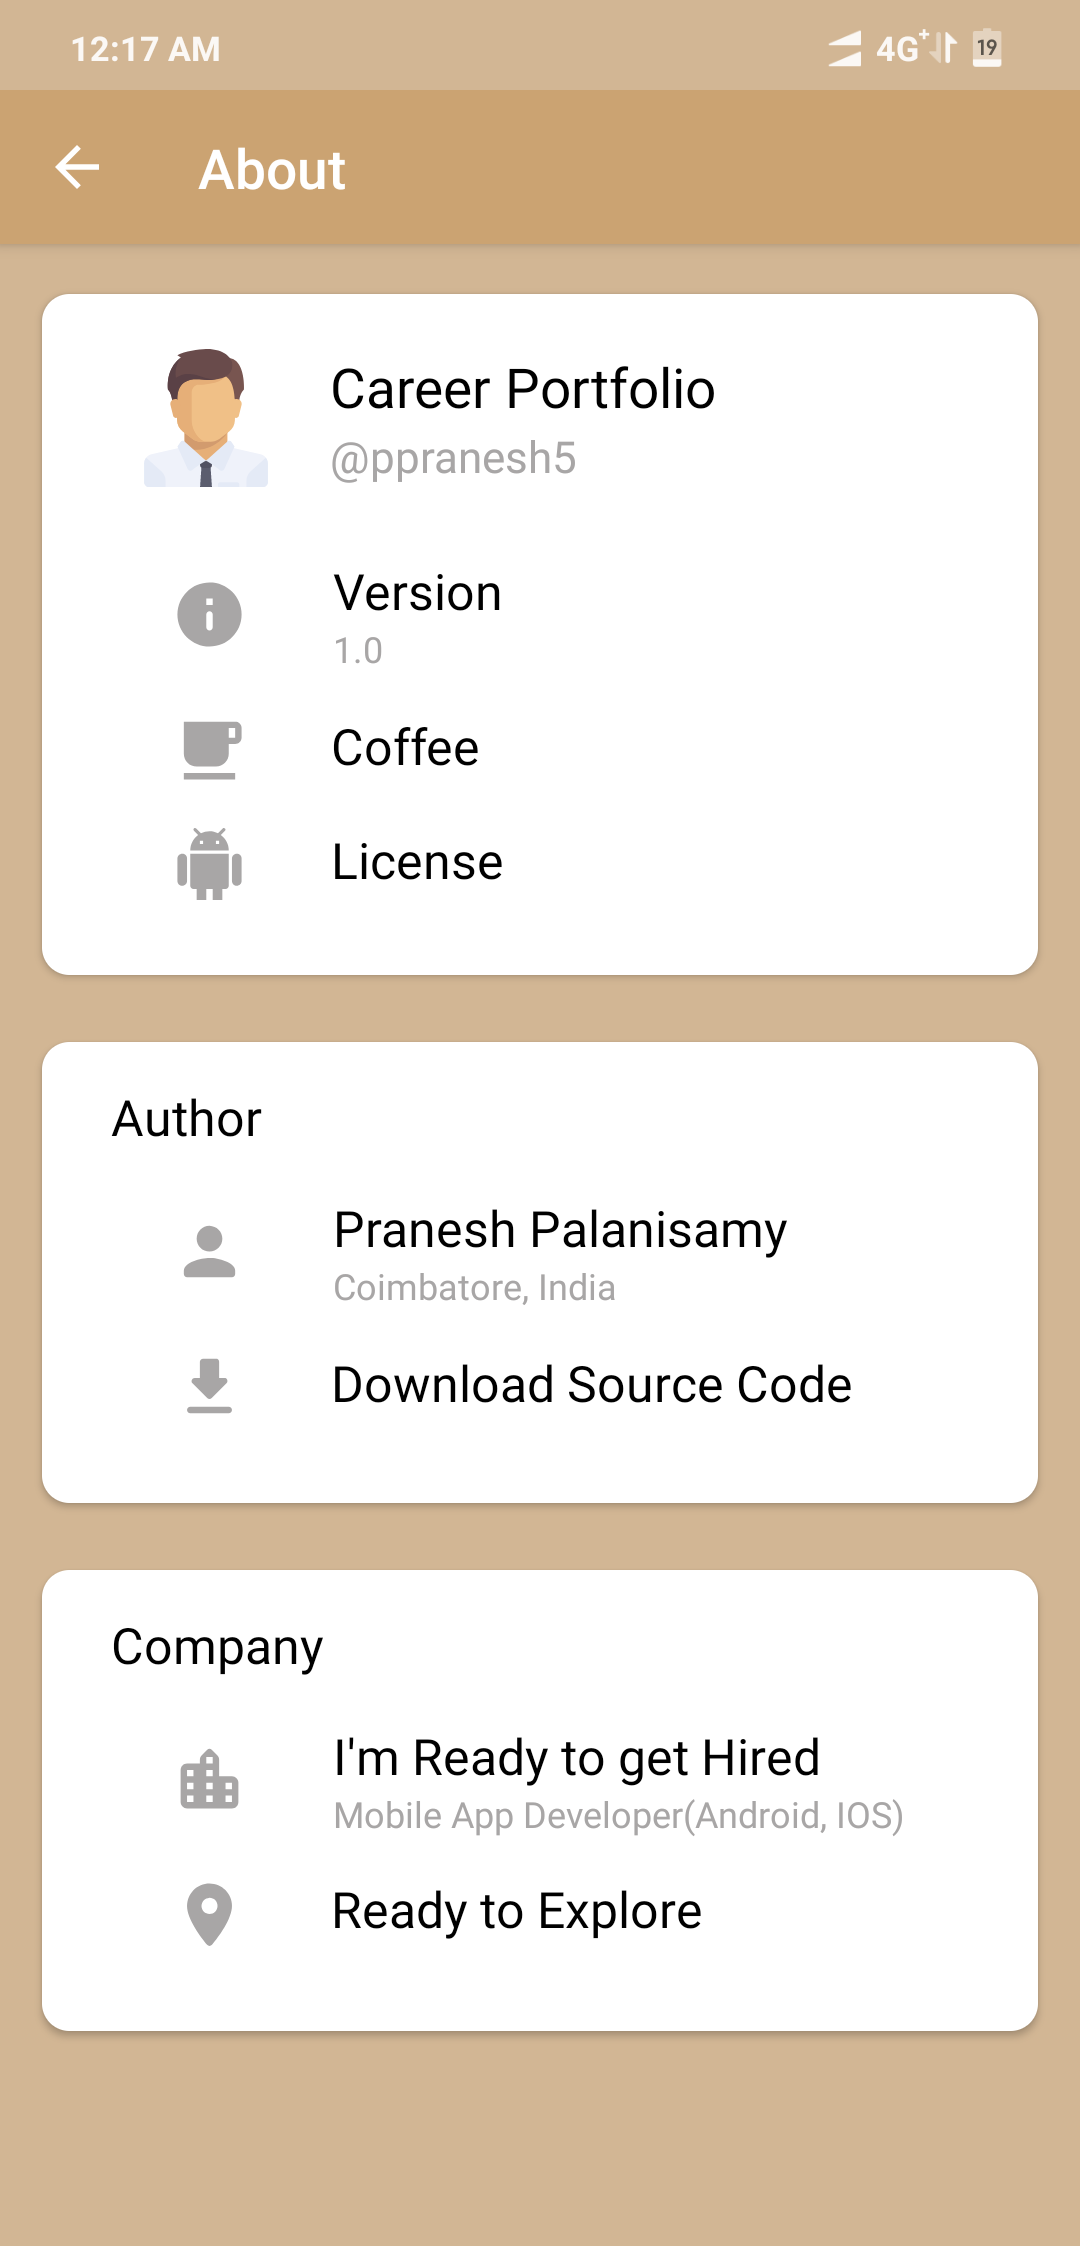 12:17 AM 4G+ 19
About
Career Portfolio
@ppranesh5
Version
1.0
Coffee
License
Author
Pranesh Palanisamy
Coimbatore, India
Download Source Code
Company
I'm Ready to get Hired
Mobile App Developer(Android, IOS)
Ready to Explore